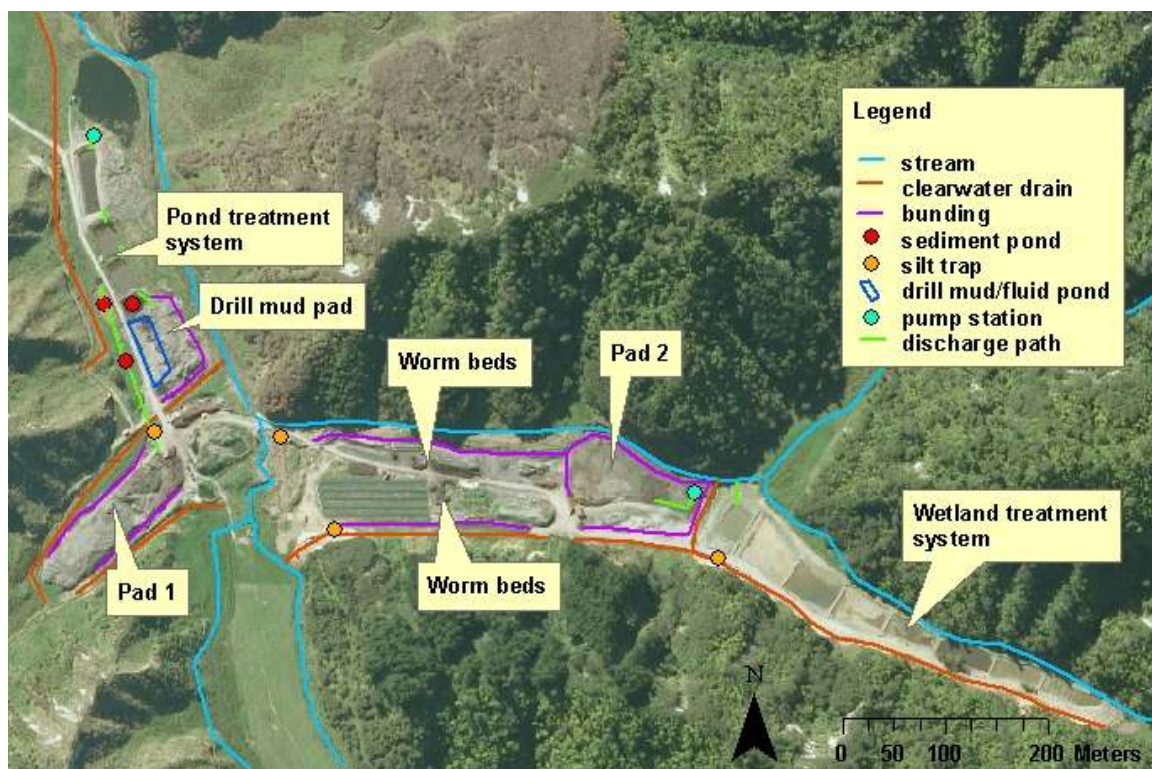 Legend
stream
clearwater drain
bunding
sediment pond
silt trap
drill mud/fluid pond
pump station
discharge path
Pond treatment
system
Drill mud pad
Worm beds
Pad 2
Wetland treatment
system
Worm beds
Pad 1
N
0 50 100 200 Meters